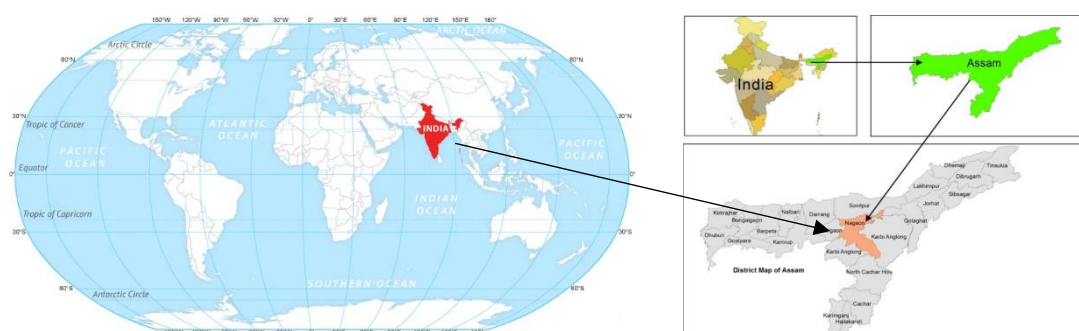 150°W 120°W 90°W 60°W 30°W 0° 30°E 60°E 90°E 120°E 150°E 180°
ARCTIC OCEAN
Arctic Circle
60°N
60°N
ATLANTIC
OCEAN
INDIA
30°N
30°N
Tropic of Cancer
PACIFIC
OCEAN
PACIFIC
OCEAN
Equator
0°
0°
INDIAN
OCEAN
Tropic of Capricorn
30°S
30°S
SOUTHERN OCEAN
60°S
60°S
Antarctic Circle
India
Assam
Dhemaji
Tinsukia
Dibrugarh
Lakhimpur
Sibsagar
Jorhat
Golaghat
Sonitpur
Kokrajhar
Bongaigaon
Nalbari
Darrang
Nagaon
Dhuburi
Barpeta
Goalpara
Kamrup
Karbi Anglong
Karbi Anglong
North Cachar Hills
District Map of Assam
Cachar
Karimganj
Hailakandi